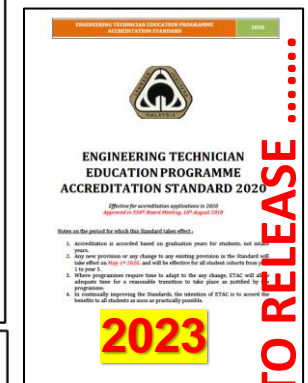 ENGINEERING TECHNICIAN EDUCATION PROGRAMME
ACCREDITATION STANDARD
2020
MALAYSIA
ENGINEERING TECHNICIAN
EDUCATION PROGRAMME
ACCREDITATION STANDARD 2020
Effective for accreditation applications in 2020
Approved in 334th Board Meeting, 16th August 2018
Notes on the period for which this Standard takes effect :
1. Accreditation is accorded based on graduation years for students, not intake
years.
2. Any new provision or any change to any existing provision in the Standard will
take effect on May 1st 2020, and will be effective for all student cohorts from
1 to year 3.
3. Where programmes require time to adapt to the any change, ETAC will
adequate time for a reasonable transition to take place as justified by
programme.
4. In continually improving the Standards, the intention of ETAC is to accord the
benefits to all students as soon as practically possible.
2023
TO RELEASE .......